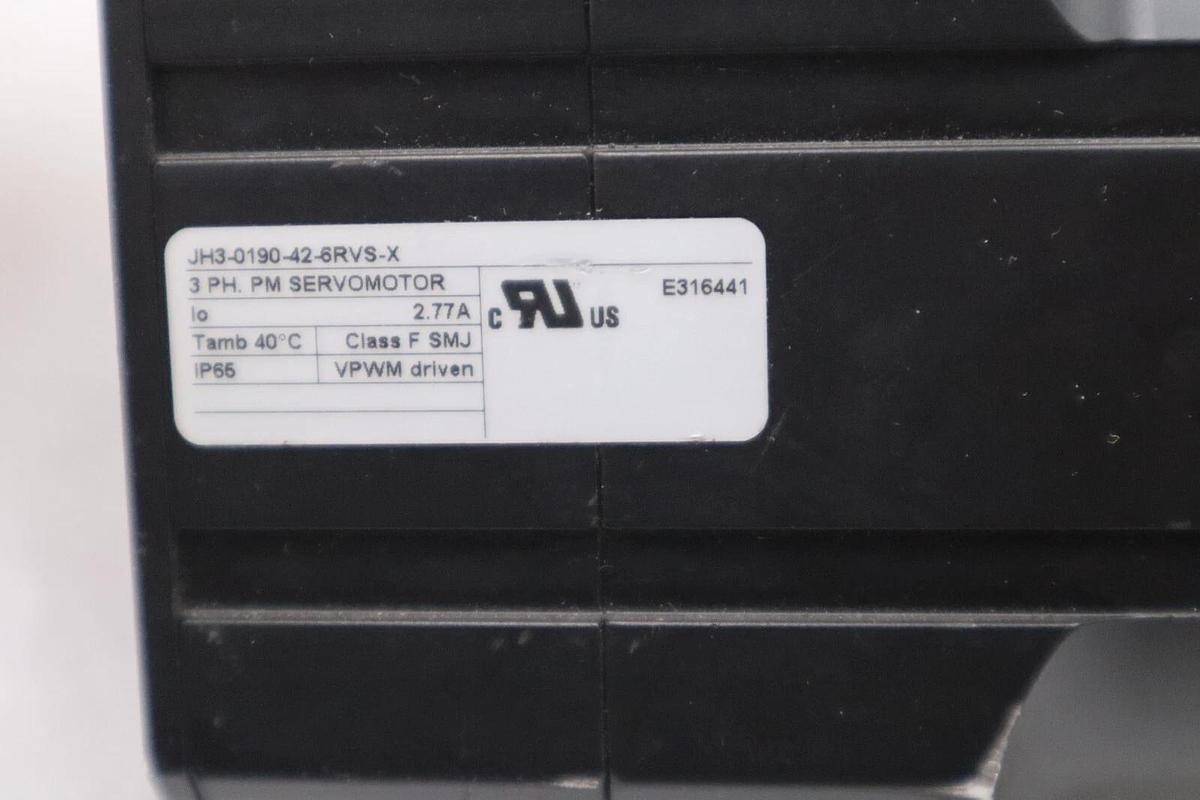 JH3-0190-42-6RVS-X
3 PH. PM SERVOMOTOR
Io 2.77A
Tamb 40°C Class F SMJ
IP65 VPWM driven
c RU US E316441